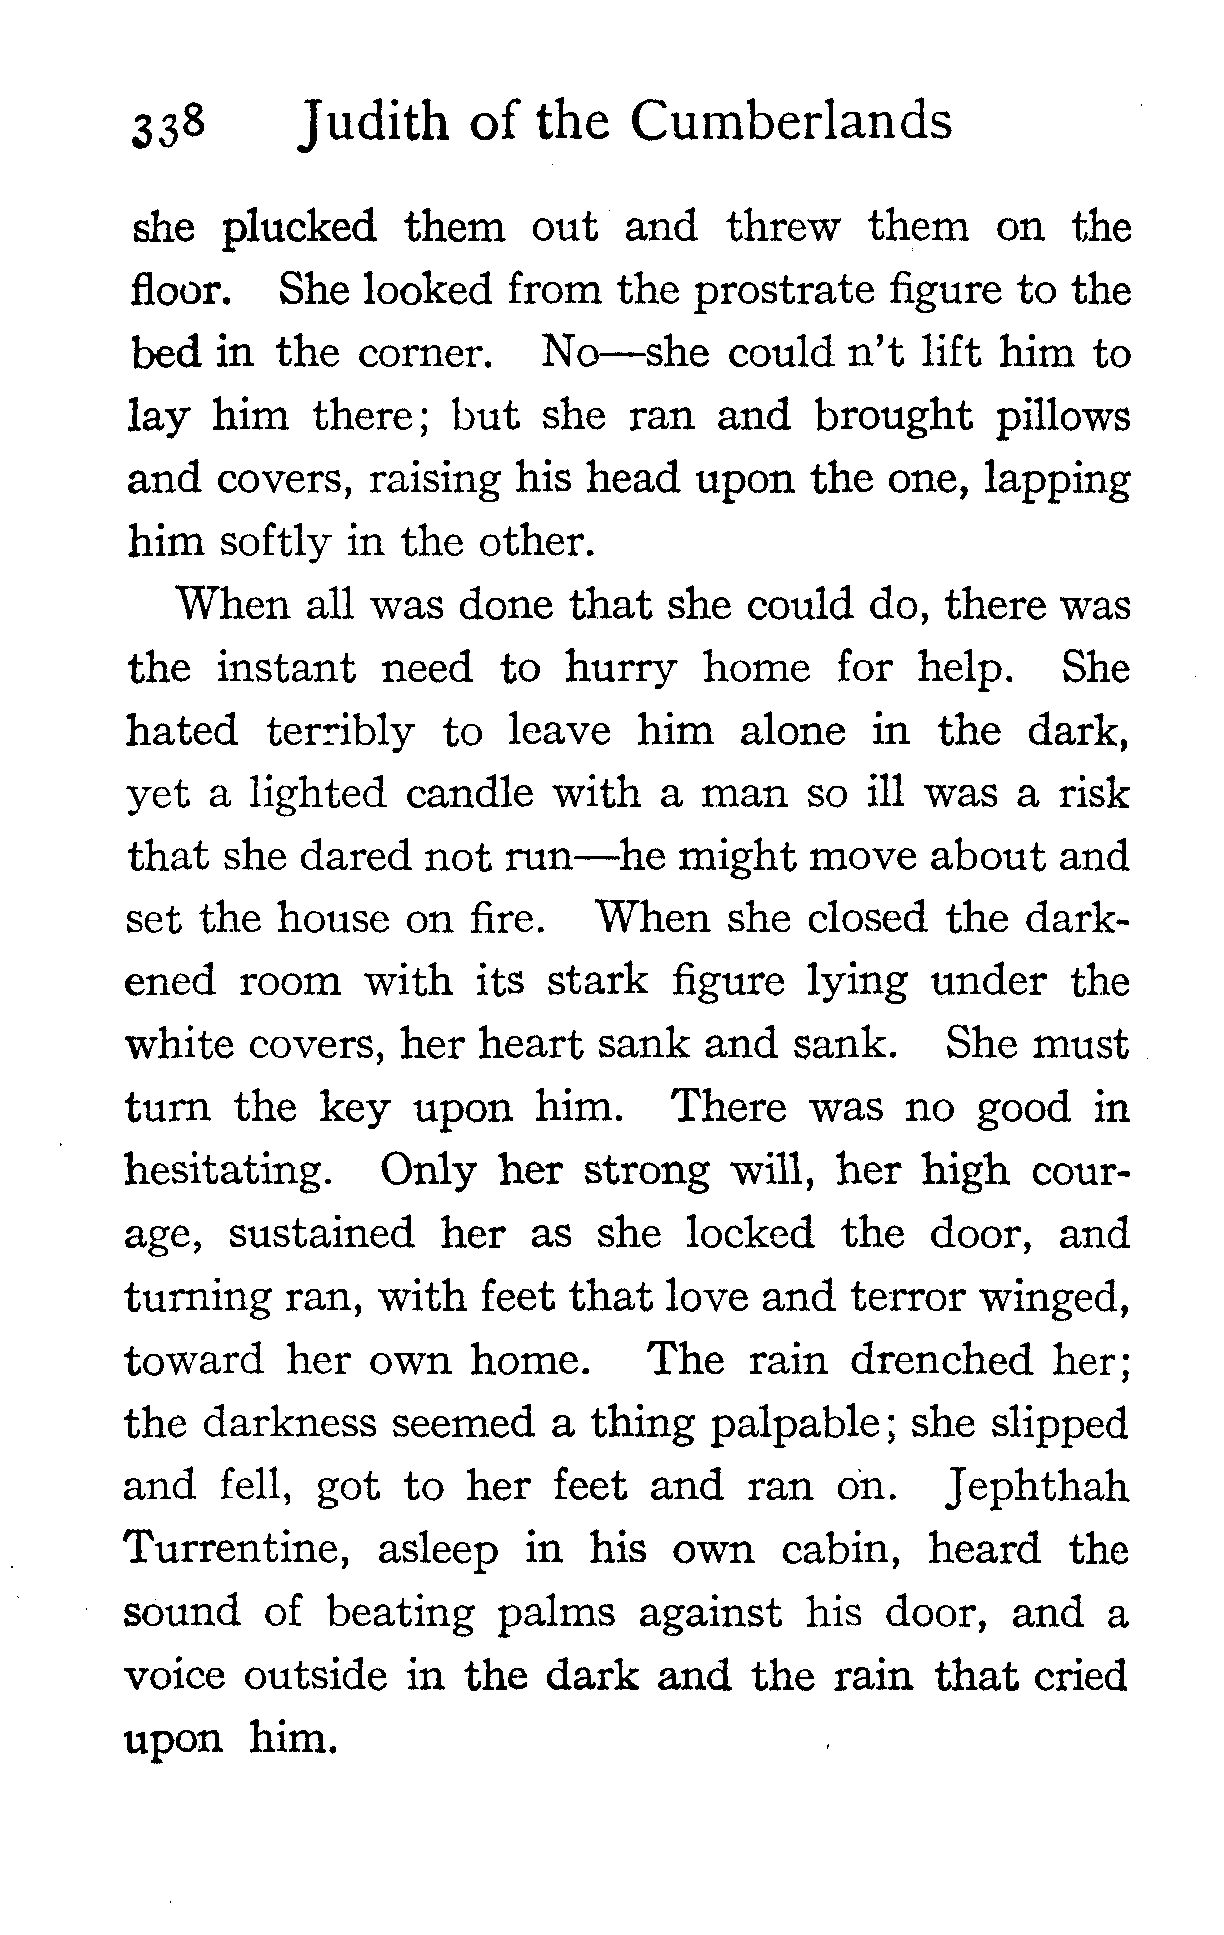 338 Judith of the Cumberlands
she plucked them out and threw them on the
floor. She looked from the prostrate figure to the
bed in the corner. No—she could n't lift him to
lay him there; but she ran and brought pillows
and covers, raising his head upon the one, lapping
him softly in the other.
When all was done that she could do, there was
the instant need to hurry home for help. She
hated terribly to leave him alone in the dark,
yet a lighted candle with a man so ill was a risk
that she dared not run—he might move about and
set the house on fire. When she closed the dark-
ened room with its stark figure lying under the
white covers, her heart sank and sank. She must
turn the key upon him. There was no good in
hesitating. Only her strong will, her high cour-
age, sustained her as she locked the door, and
turning ran, with feet that love and terror winged,
toward her own home. The rain drenched her;
the darkness seemed a thing palpable; she slipped
and fell, got to her feet and ran on. Jephthah
Turrentine, asleep in his own cabin, heard the
sound of beating palms against his door, and a
voice outside in the dark and the rain that cried
upon him.